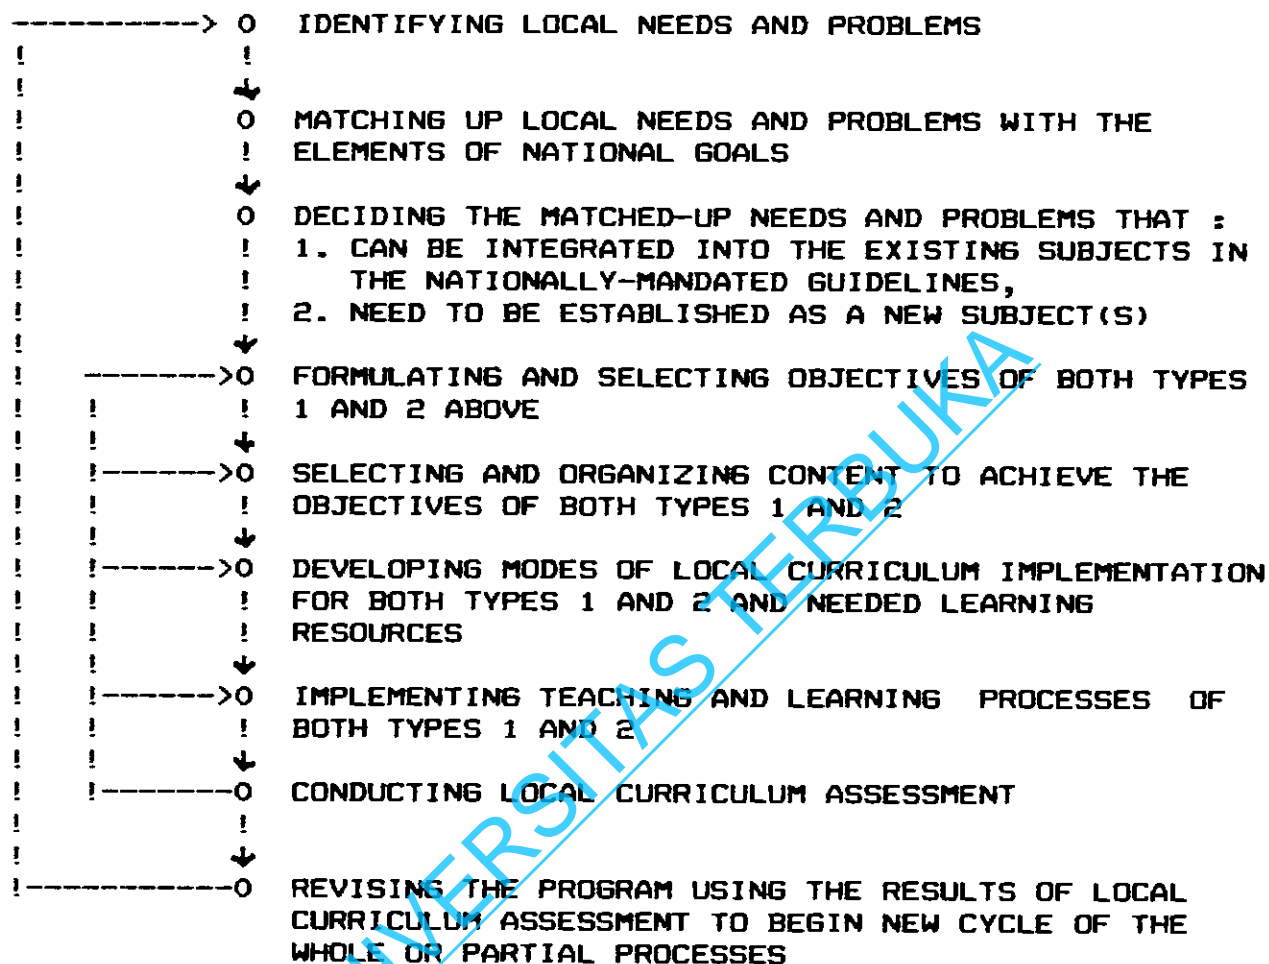 IDENTIFYING LOCAL NEEDS AND PROBLEMS
MATCHING UP LOCAL NEEDS AND PROBLEMS WITH THE
ELEMENTS OF NATIONAL GOALS
DECIDING THE MATCHED-UP NEEDS AND PROBLEMS THAT :
1. CAN BE INTEGRATED INTO THE EXISTING SUBJECTS IN
THE NATIONALLY-MANDATED GUIDELINES,
2. NEED TO BE ESTABLISHED AS A NEW SUBJECT(S)
FORMULATING AND SELECTING OBJECTIVES OF BOTH TYPES
1 AND 2 ABOVE
SELECTING AND ORGANIZING CONTENT TO ACHIEVE THE
OBJECTIVES OF BOTH TYPES 1 AND 2
DEVELOPING MODES OF LOCAL CURRICULUM IMPLEMENTATION
FOR BOTH TYPES 1 AND 2 AND NEEDED LEARNING
RESOURCES
IMPLEMENTING TEACHING AND LEARNING PROCESSES OF
BOTH TYPES 1 AND 2
CONDUCTING LOCAL CURRICULUM ASSESSMENT
REVISING THE PROGRAM USING THE RESULTS OF LOCAL
CURRICULUM ASSESSMENT TO BEGIN NEW CYCLE OF THE
WHOLE OR PARTIAL PROCESSES
UNIVERSITAS TERBUKA